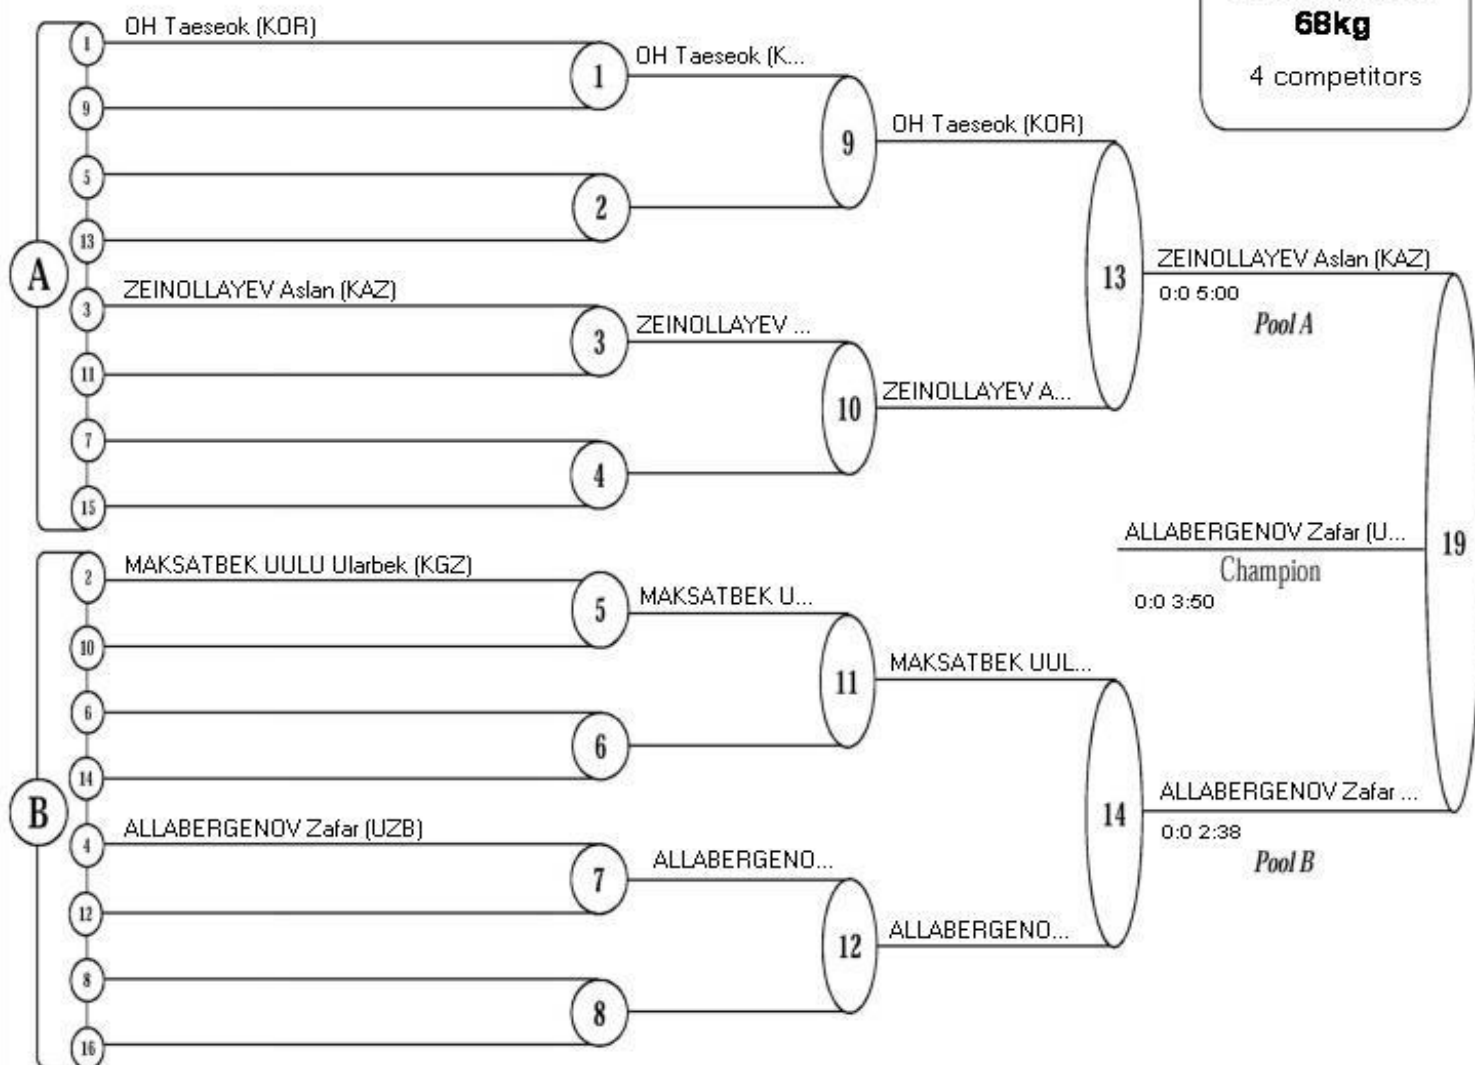 68kg
4 competitors
A
1
OH Taeseok (KOR)
9
1
OH Taeseok (K...
5
13
2
9
OH Taeseok (KOR)
3
ZEINOLLAYEV Aslan (KAZ)
11
3
ZEINOLLAYEV ...
7
15
4
10
ZEINOLLAYEV A...
13
ZEINOLLAYEV Aslan (KAZ)
0:0 5:00
Pool A
B
2
MAKSATBEK UULU Ularbek (KGZ)
10
5
MAKSATBEK U...
6
14
6
11
MAKSATBEK UUL...
4
ALLABERGENOV Zafar (UZB)
12
7
ALLABERGENO...
8
16
8
12
ALLABERGENO...
14
ALLABERGENOV Zafar ...
0:0 2:38
Pool B
ALLABERGENOV Zafar (U...
Champion
0:0 3:50
19